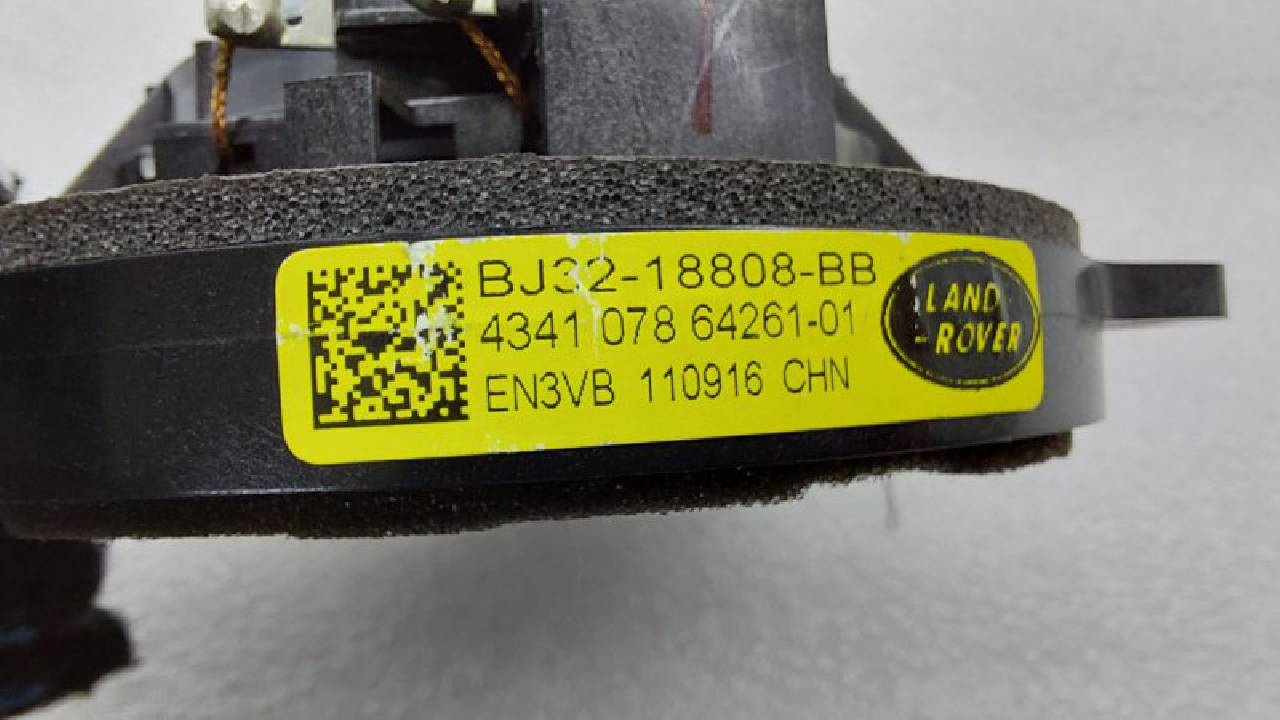 BJ32-18808-BB
4341 078 64261-01
EN3VB 110916 CHN
LAND
-ROVER